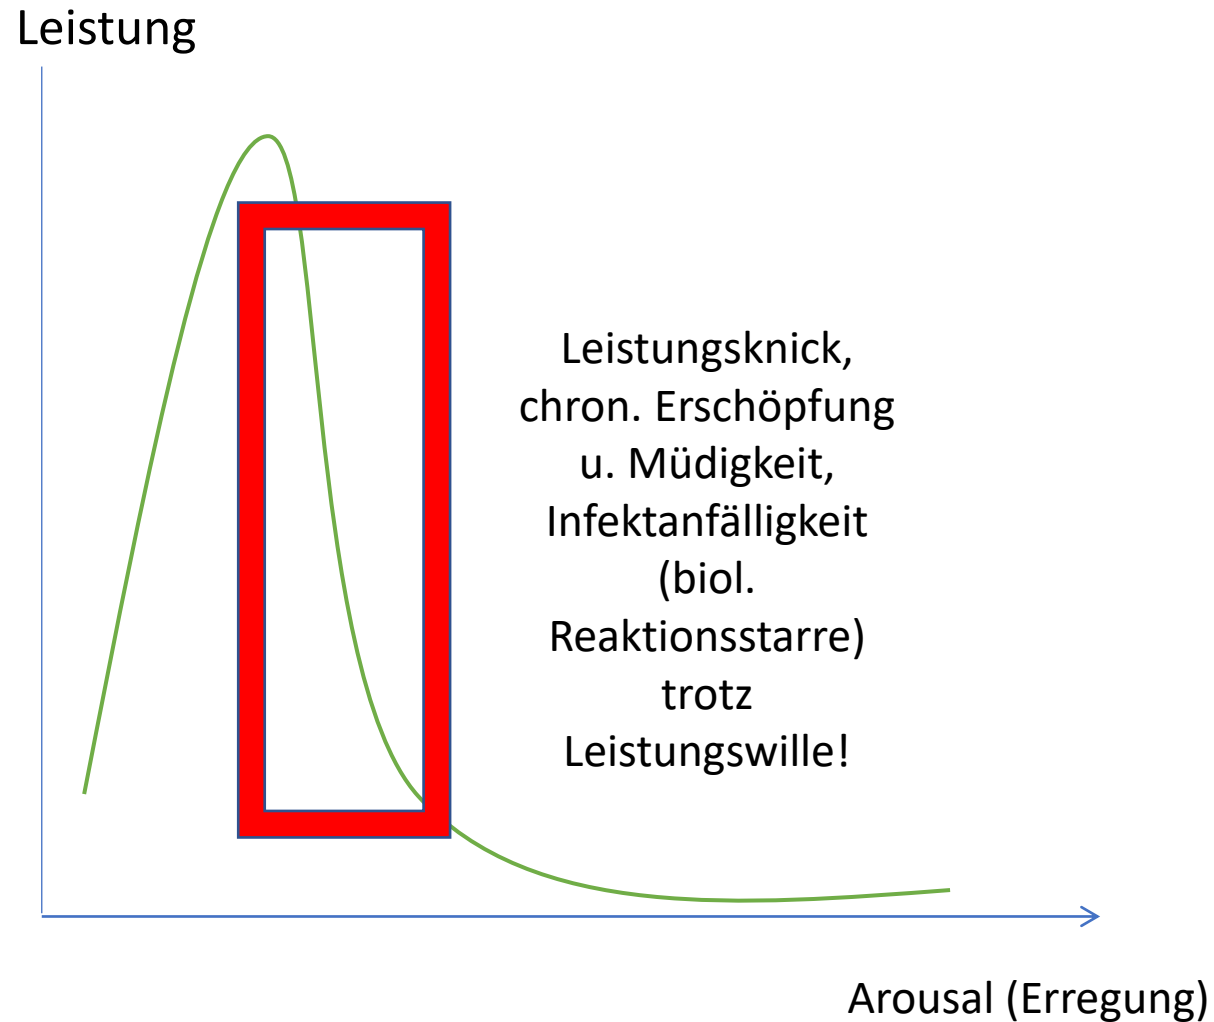 Leistung
Leistungsknick,
chron. Erschöpfung
u. Müdigkeit,
Infektanfälligkeit
(biol.
Reaktionsstarre)
trotz
Leistungswille!
Arousal (Erregung)